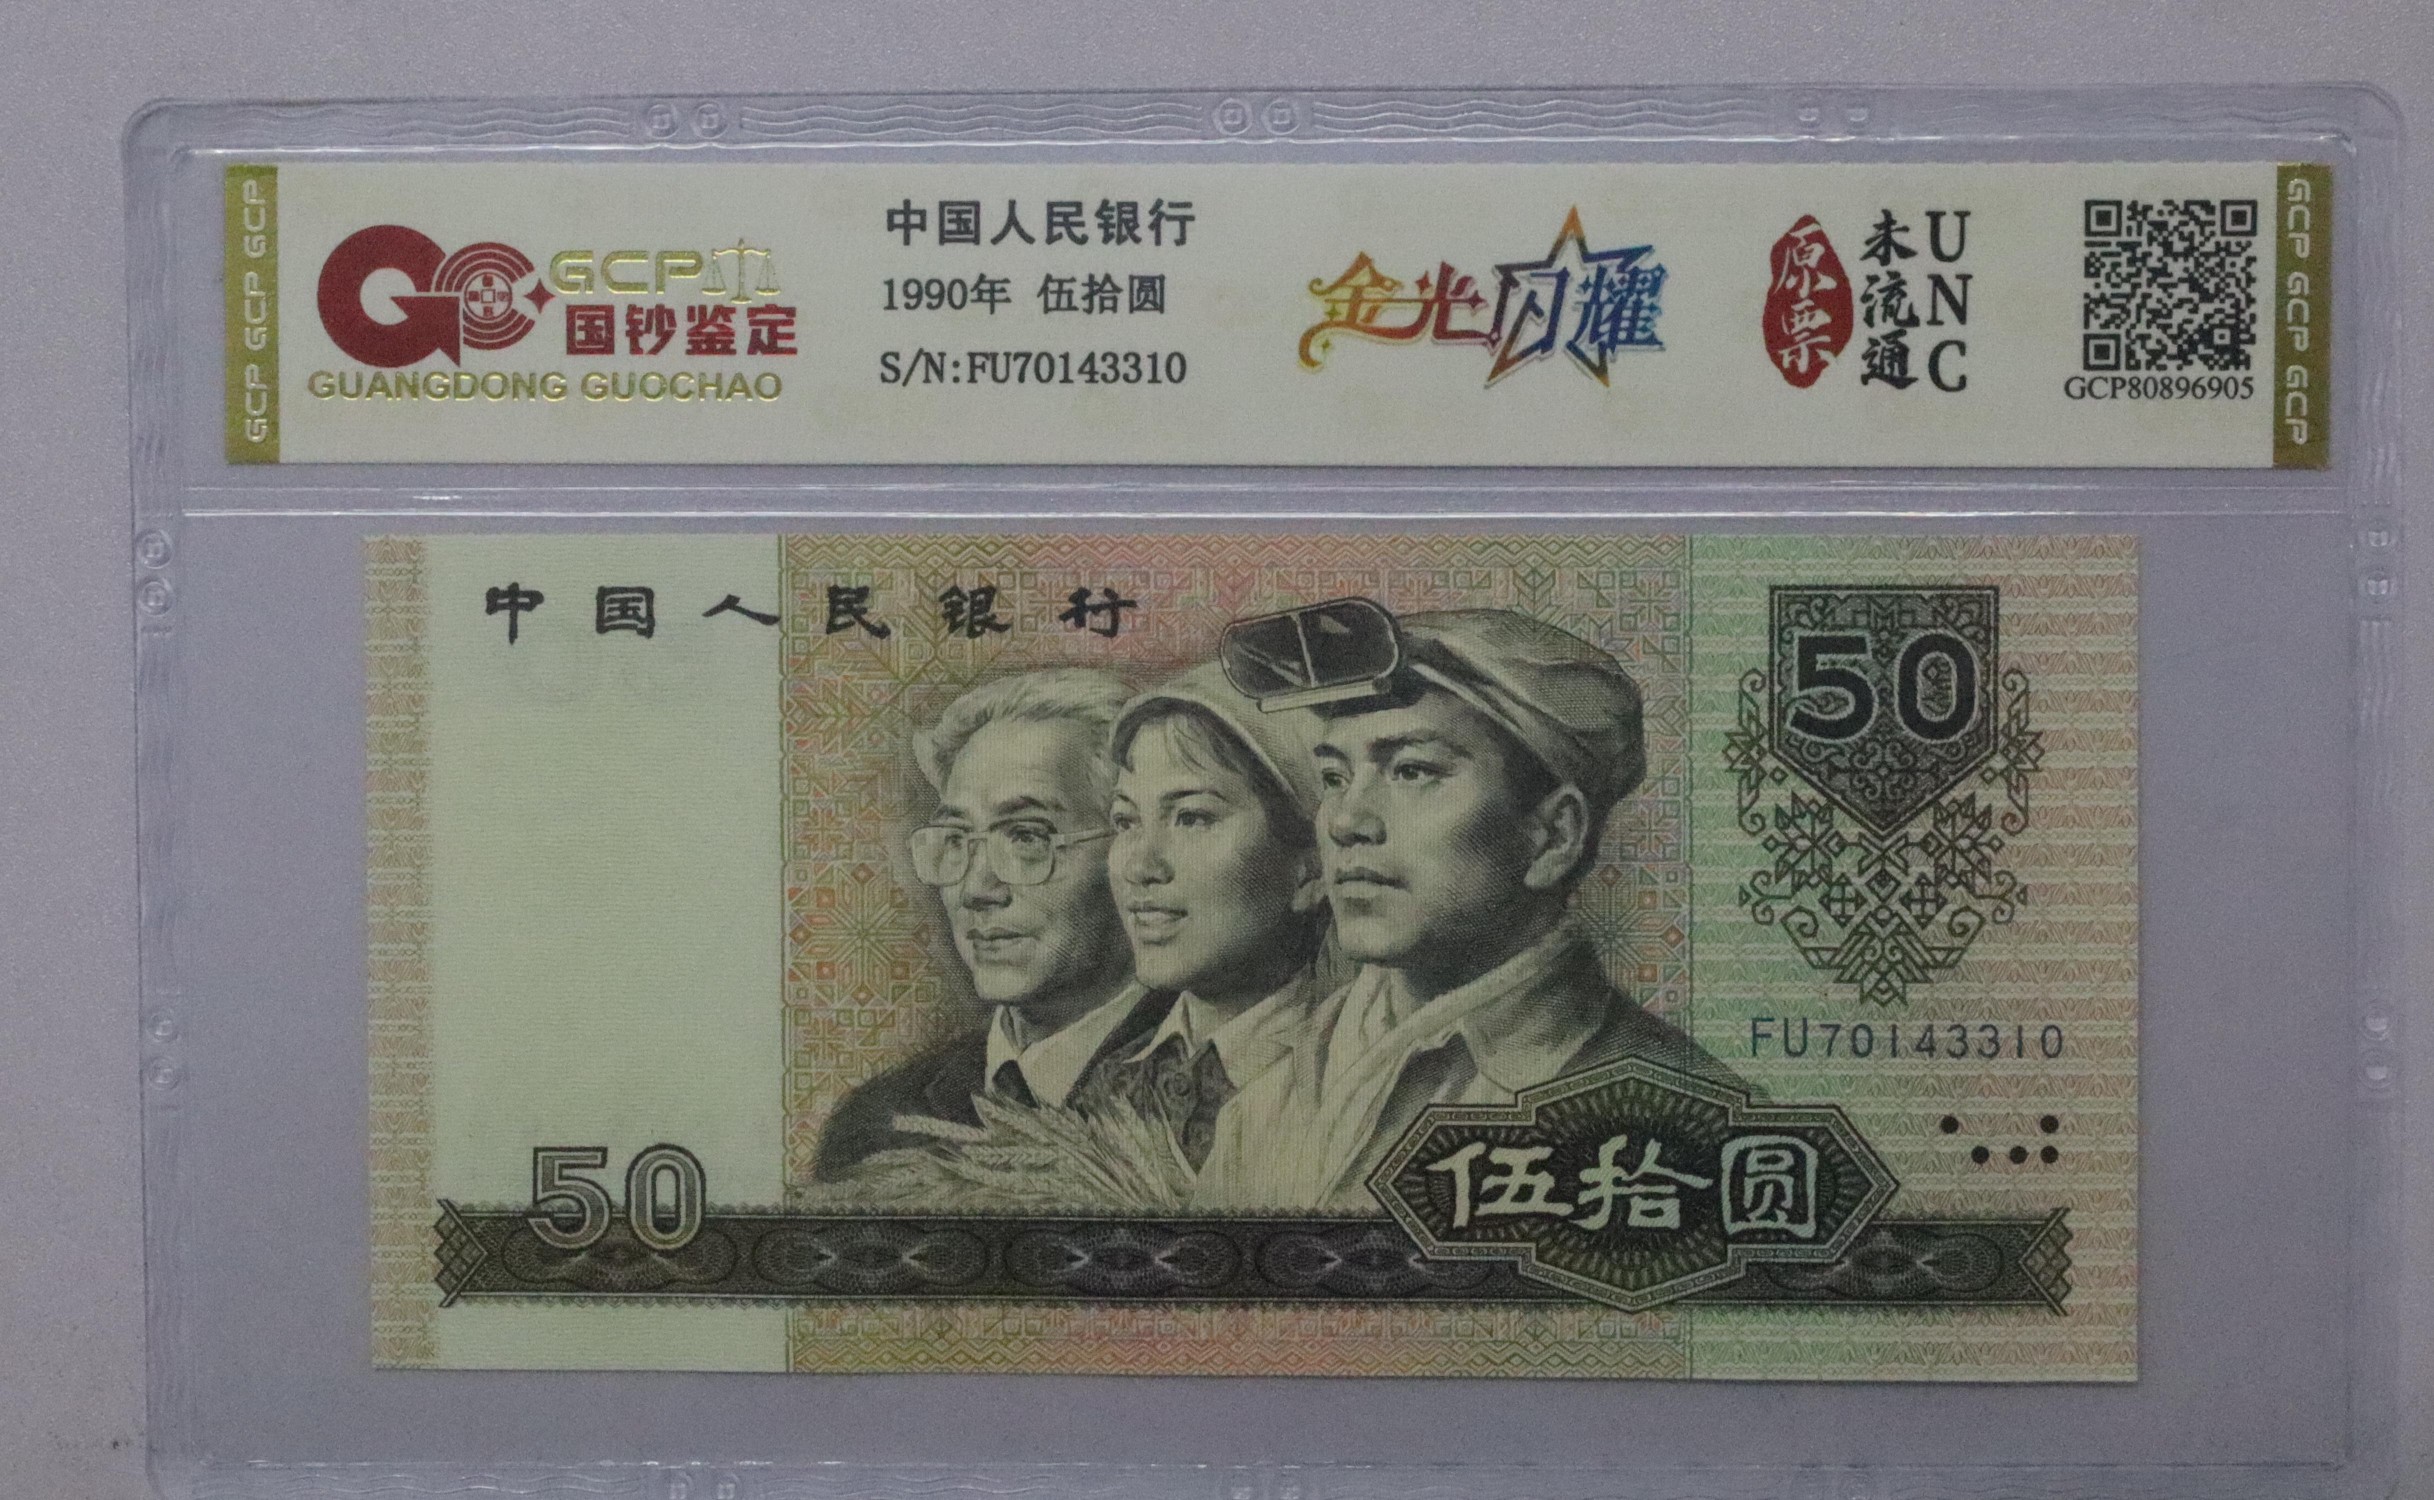 GCP GCP GCP
GCP
国钞鉴定
GUANGDONG GUOCHAO
中国人民银行
1990年 伍拾圆
S/N:FU70143310
金光闪耀
原票
未流通
UNC
GCP80896905
GCP GCP GCP
中国人民银行
50
FU70143310
50
伍拾圆